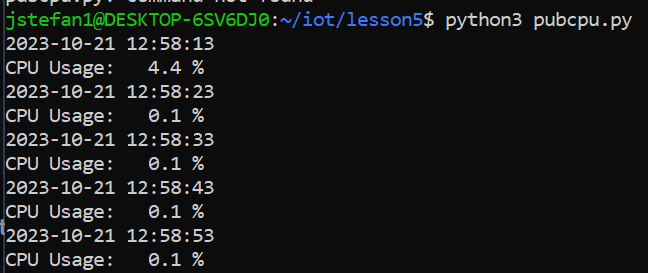 pubcpu.py: command not found
jstefan1@DESKTOP-6SV6DJ0:~/iot/lesson5$ python3 pubcpu.py
2023-10-21 12:58:13
CPU Usage:   4.4 %
2023-10-21 12:58:23
CPU Usage:   0.1 %
2023-10-21 12:58:33
CPU Usage:   0.1 %
2023-10-21 12:58:43
CPU Usage:   0.1 %
2023-10-21 12:58:53
CPU Usage:   0.1 %